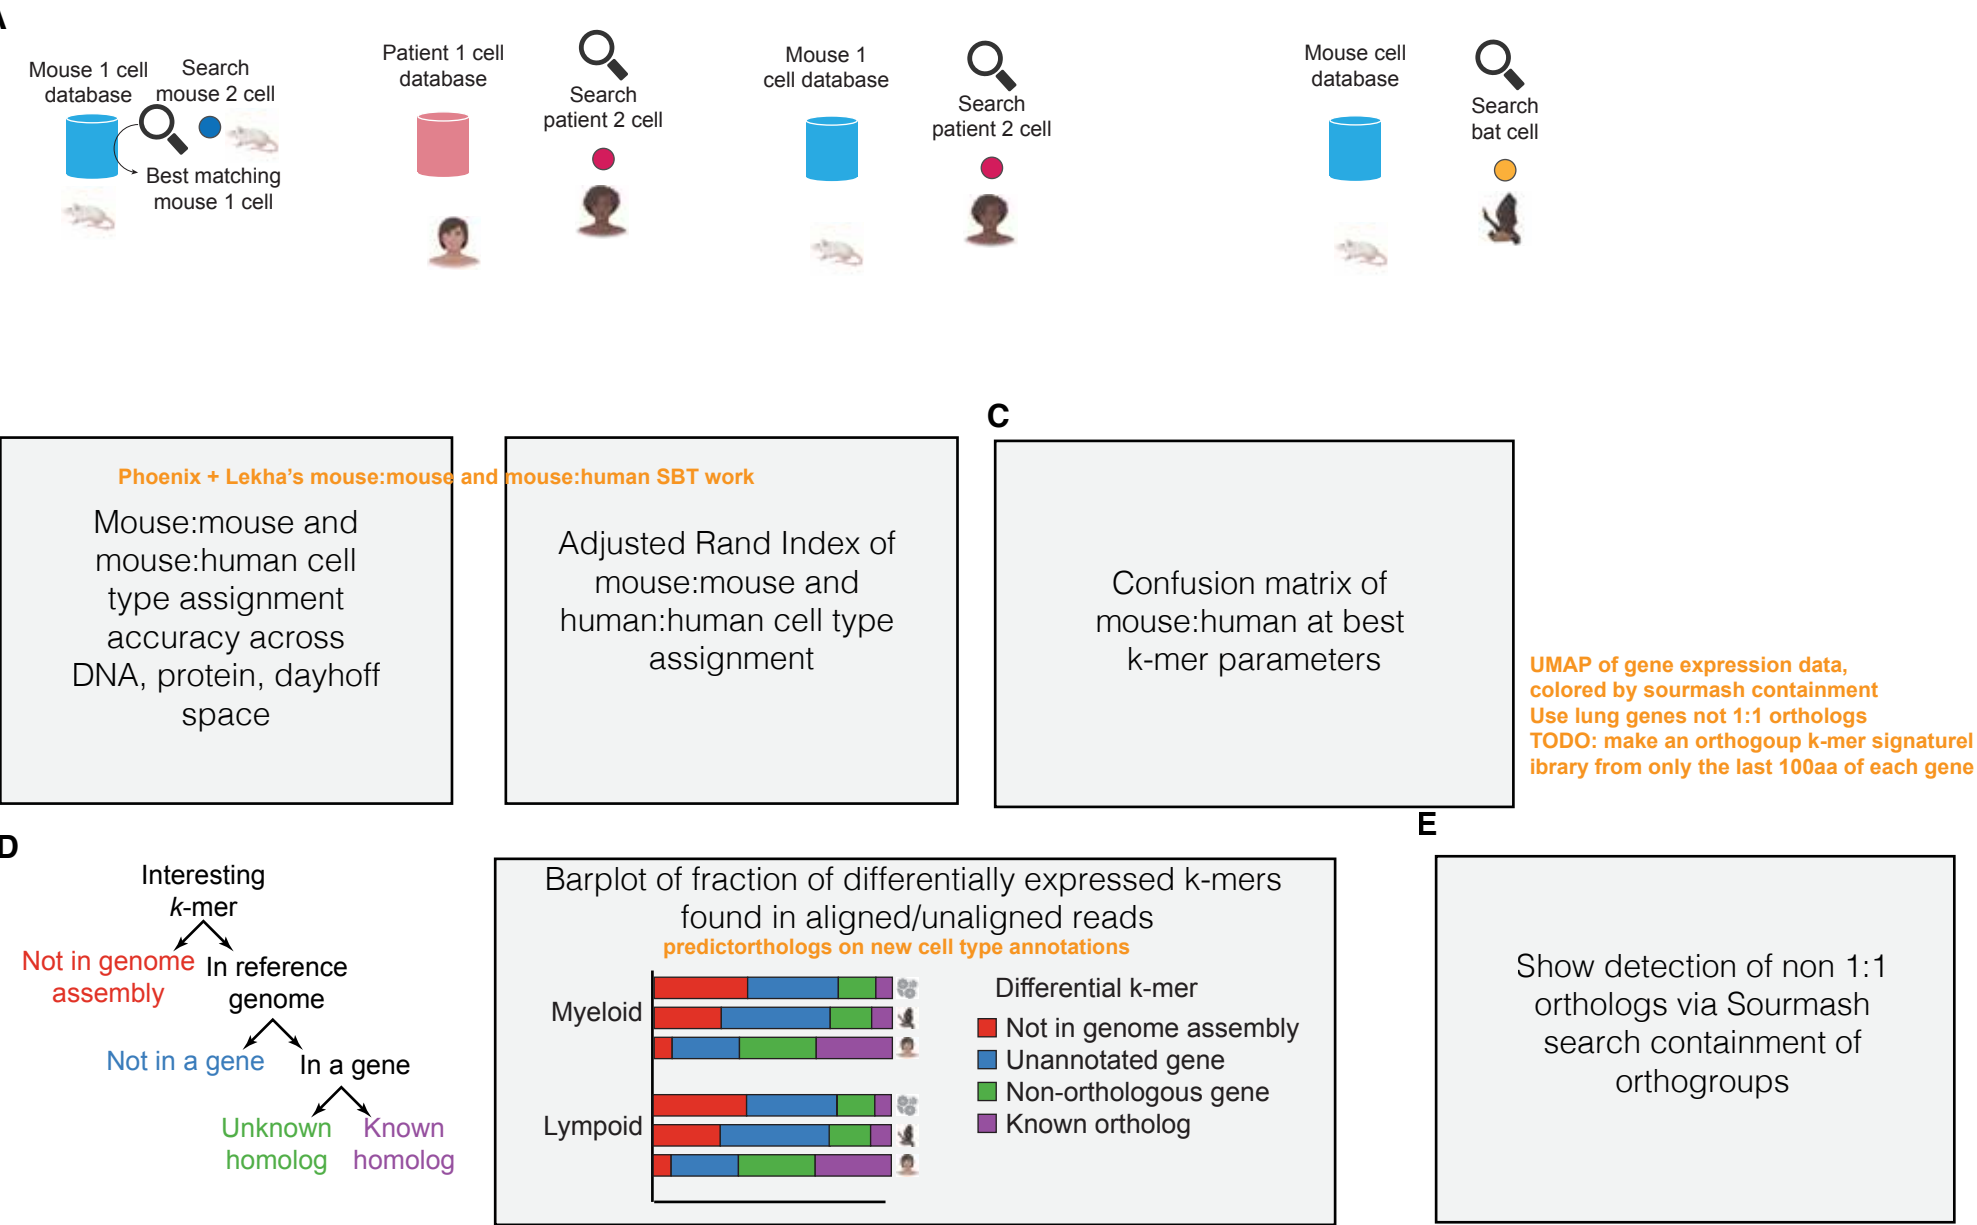 A
Mouse 1 cell
database
Search
mouse 2 cell
Best matching
mouse 1 cell
Patient 1 cell
database
Search
patient 2 cell
Mouse 1
cell database
Search
patient 2 cell
Mouse cell
database
Search
bat cell
Phoenix + Lekha's mouse:mouse and mouse:human SBT work
Mouse:mouse and
mouse:human cell
type assignment
accuracy across
DNA, protein, dayhoff
space
Adjusted Rand Index of
mouse:mouse and
human:human cell type
assignment
C
Confusion matrix of
mouse:human at best
k-mer parameters
UMAP of gene expression data,
colored by sourmash containment
Use lung genes not 1:1 orthologs
TODO: make an orthogoup k-mer signaturel
ibrary from only the last 100aa of each gene
D
Interesting
k-mer
Not in genome
assembly
In reference
genome
Not in a gene
In a gene
Unknown
homolog
Known
homolog
Barplot of fraction of differentially expressed k-mers
found in aligned/unaligned reads
predictorthologs on new cell type annotations
Myeloid
Lympoid
Differential k-mer
Not in genome assembly
Unannotated gene
Non-orthologous gene
Known ortholog
E
Show detection of non 1:1
orthologs via Sourmash
search containment of
orthogroups